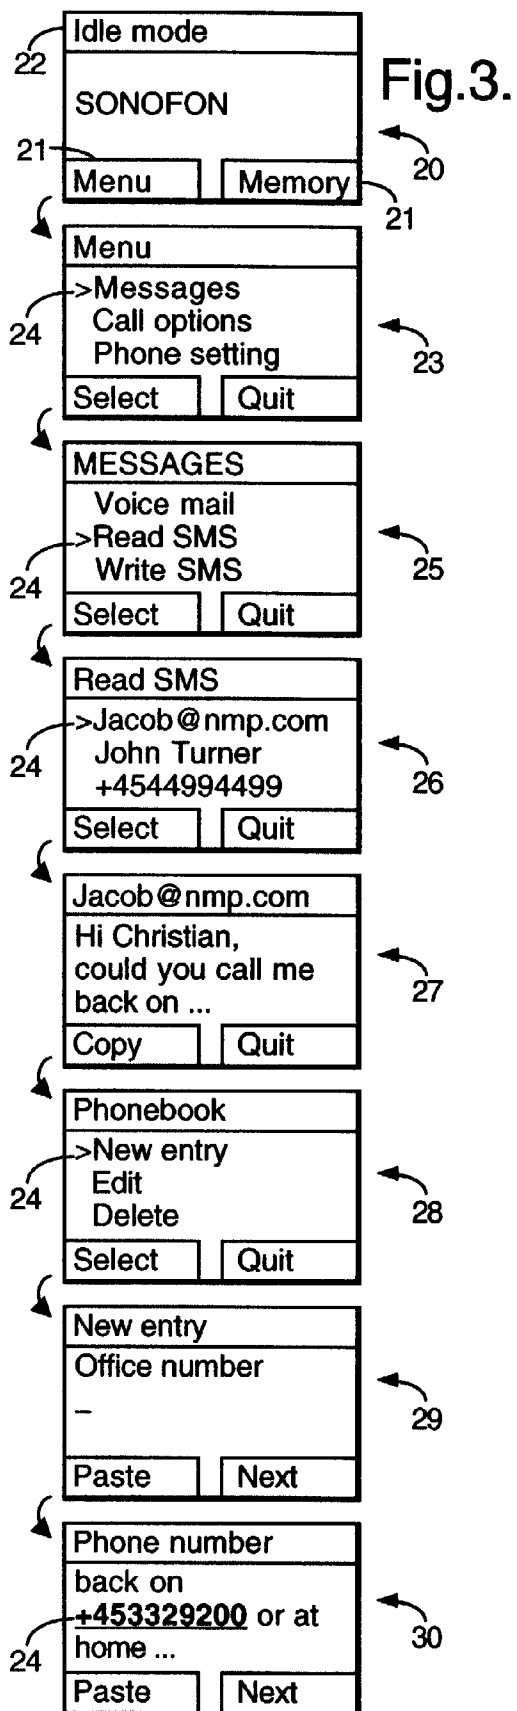 Idle mode
22
Fig.3.
SONOFON
20
21
Menu Memory
21
Menu
24 >Messages
Call options
23
Phone setting
Select Quit
MESSAGES
Voice mail
24 >Read SMS
25
Write SMS
Select Quit
Read SMS
24 >Jacob@nmp.com
John Turner
26
+4544994499
Select Quit
Jacob@nmp.com
Hi Christian,
could you call me
27
back on ...
Copy Quit
Phonebook
24 >New entry
Edit
28
Delete
Select Quit
New entry
Office number
29
_
Paste Next
Phone number
back on
+453329200 or at
30
24
home ...
Paste Next